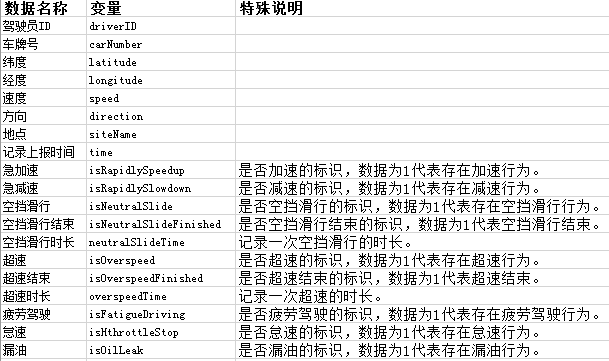 数据名称 变量 特殊说明
驾驶员ID driverID
车牌号 carNumber
纬度 latitude
经度 longitude
速度 speed
方向 direction
地点 siteName
记录上报时间 time
急加速 isRapidlySpeedup 是否加速的标识，数据为1代表存在加速行为。
急减速 isRapidlySlowdown 是否减速的标识，数据为1代表存在减速行为。
空挡滑行 isNeutralSlide 是否空挡滑行的标识，数据为1代表存在空挡滑行行为。
空挡滑行结束 isNeutralSlideFinished 是否空挡滑行结束的标识，数据为1代表空挡滑行结束。
空挡滑行时长 neutralSlideTime 记录一次空挡滑行的时长。
超速 isOverspeed 是否超速的标识，数据为1代表存在超速行为。
超速结束 isOverspeedFinished 是否超速结束的标识，数据为1代表超速结束。
超速时长 overspeedTime 记录一次超速的时长。
疲劳驾驶 isFatigueDriving 是否疲劳驾驶的标识，数据为1代表存在疲劳驾驶行为。
怠速 isHthrottleStop 是否怠速的标识，数据为1代表存在怠速行为。
漏油 isOilLeak 是否漏油的标识，数据为1代表存在漏油行为。